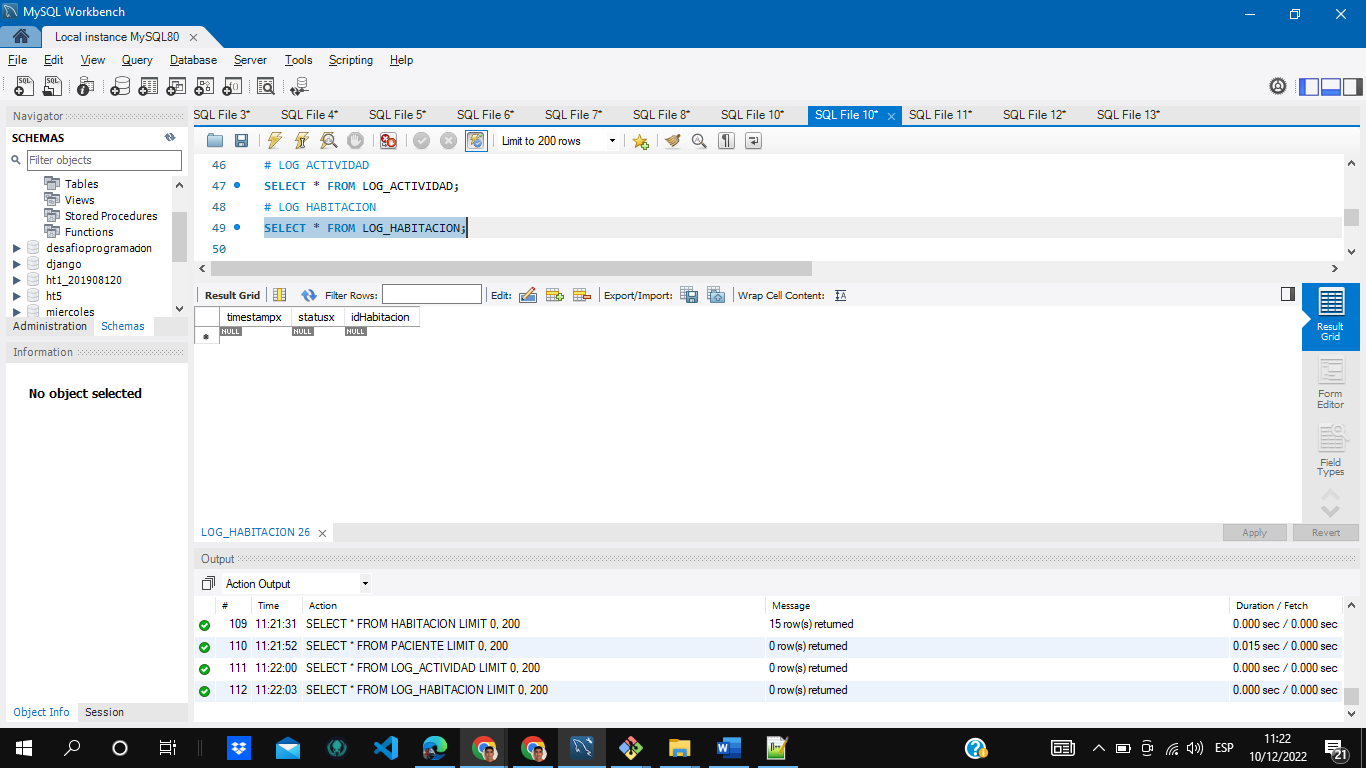 MySQL Workbench
Local instance MySQL80
File Edit View Query Database Server Tools Scripting Help
Navigator
SCHEMAS
Filter objects
Tables
Views
Stored Procedures
Functions
desafioprogramacion
django
ht1_201908120
ht5
miercoles
Administration Schemas
Information
No object selected
Object Info Session
SQL File 3* SQL File 4* SQL File 5* SQL File 6* SQL File 7* SQL File 8* SQL File 10* SQL File 10* SQL File 11* SQL File 12* SQL File 13*
Limit to 200 rows
46 # LOG ACTIVIDAD
47 SELECT * FROM LOG_ACTIVIDAD;
48 # LOG HABITACION
49 SELECT * FROM LOG_HABITACION;
50
Result Grid Filter Rows: Edit: Export/Import: Wrap Cell Content:
timestampx statusx idHabitacion
NULL NULL NULL
Result Grid
Form Editor
Field Types
LOG_HABITACION 26
Apply Revert
Output
Action Output
# Time Action Message Duration / Fetch
109 11:21:31 SELECT * FROM HABITACION LIMIT 0, 200 15 row(s) returned 0.000 sec / 0.000 sec
110 11:21:52 SELECT * FROM PACIENTE LIMIT 0, 200 0 row(s) returned 0.015 sec / 0.000 sec
111 11:22:00 SELECT * FROM LOG_ACTIVIDAD LIMIT 0, 200 0 row(s) returned 0.000 sec / 0.000 sec
112 11:22:03 SELECT * FROM LOG_HABITACION LIMIT 0, 200 0 row(s) returned 0.000 sec / 0.000 sec
ESP
11:22
10/12/2022
21